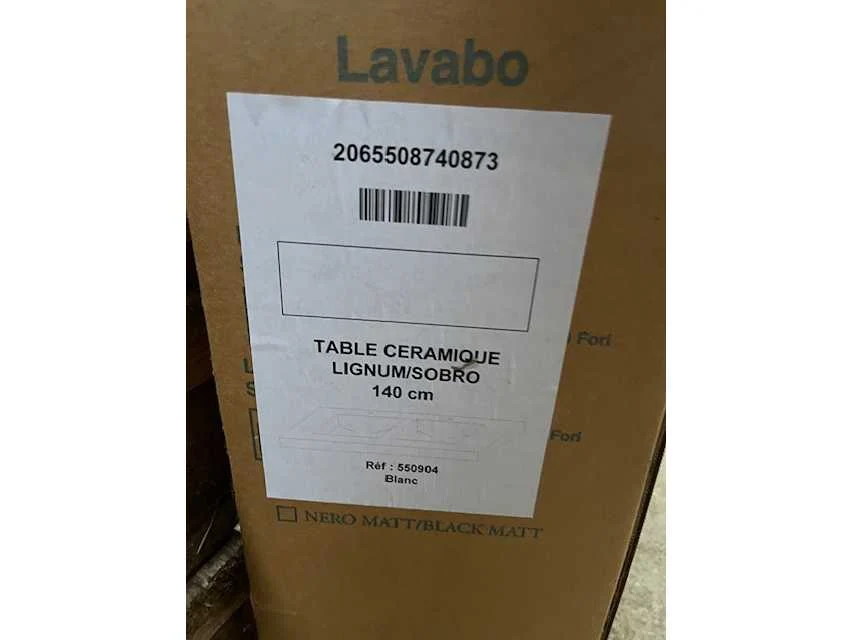 Lavabo
2065508740873
Fori
TABLE CERAMIQUE
LIGNUM/SOBRO
140 cm
Fori
Réf : 550904
Blanc
NERO MATT/BLACK MATT